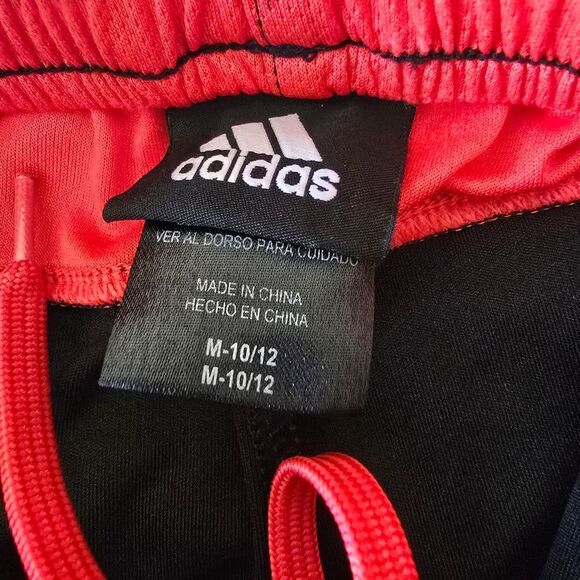 adidas
VER AL DORSO PARA CUIDADO
MADE IN CHINA
HECHO EN CHINA
M-10/12
M-10/12